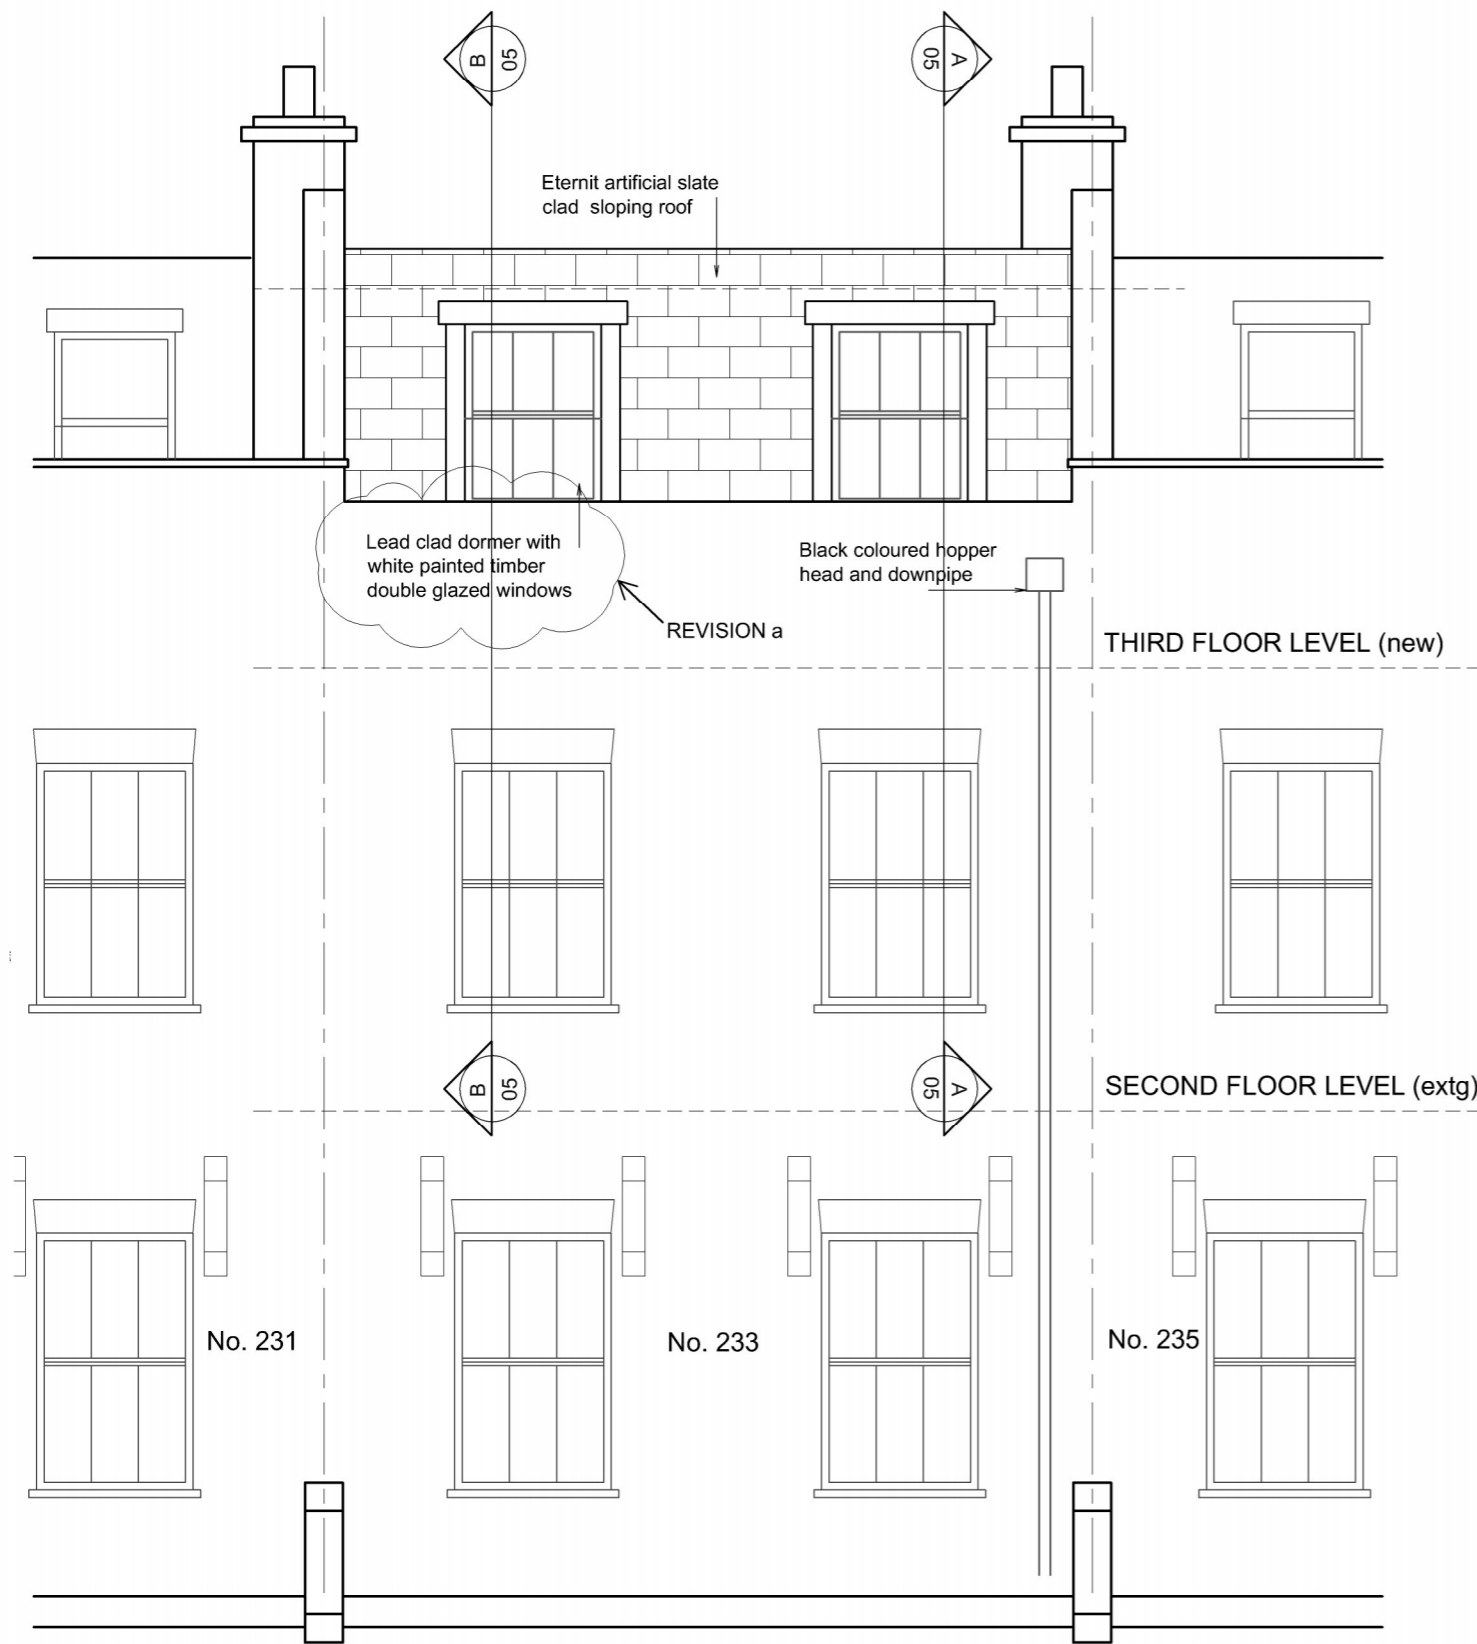 B
05
A
05
Eternit artificial slate
clad sloping roof
Lead clad dormer with
white painted timber
double glazed windows
Black coloured hopper
head and downpipe
REVISION a
THIRD FLOOR LEVEL (new)
B
05
A
05
SECOND FLOOR LEVEL (extg)
No. 231
No. 233
No. 235